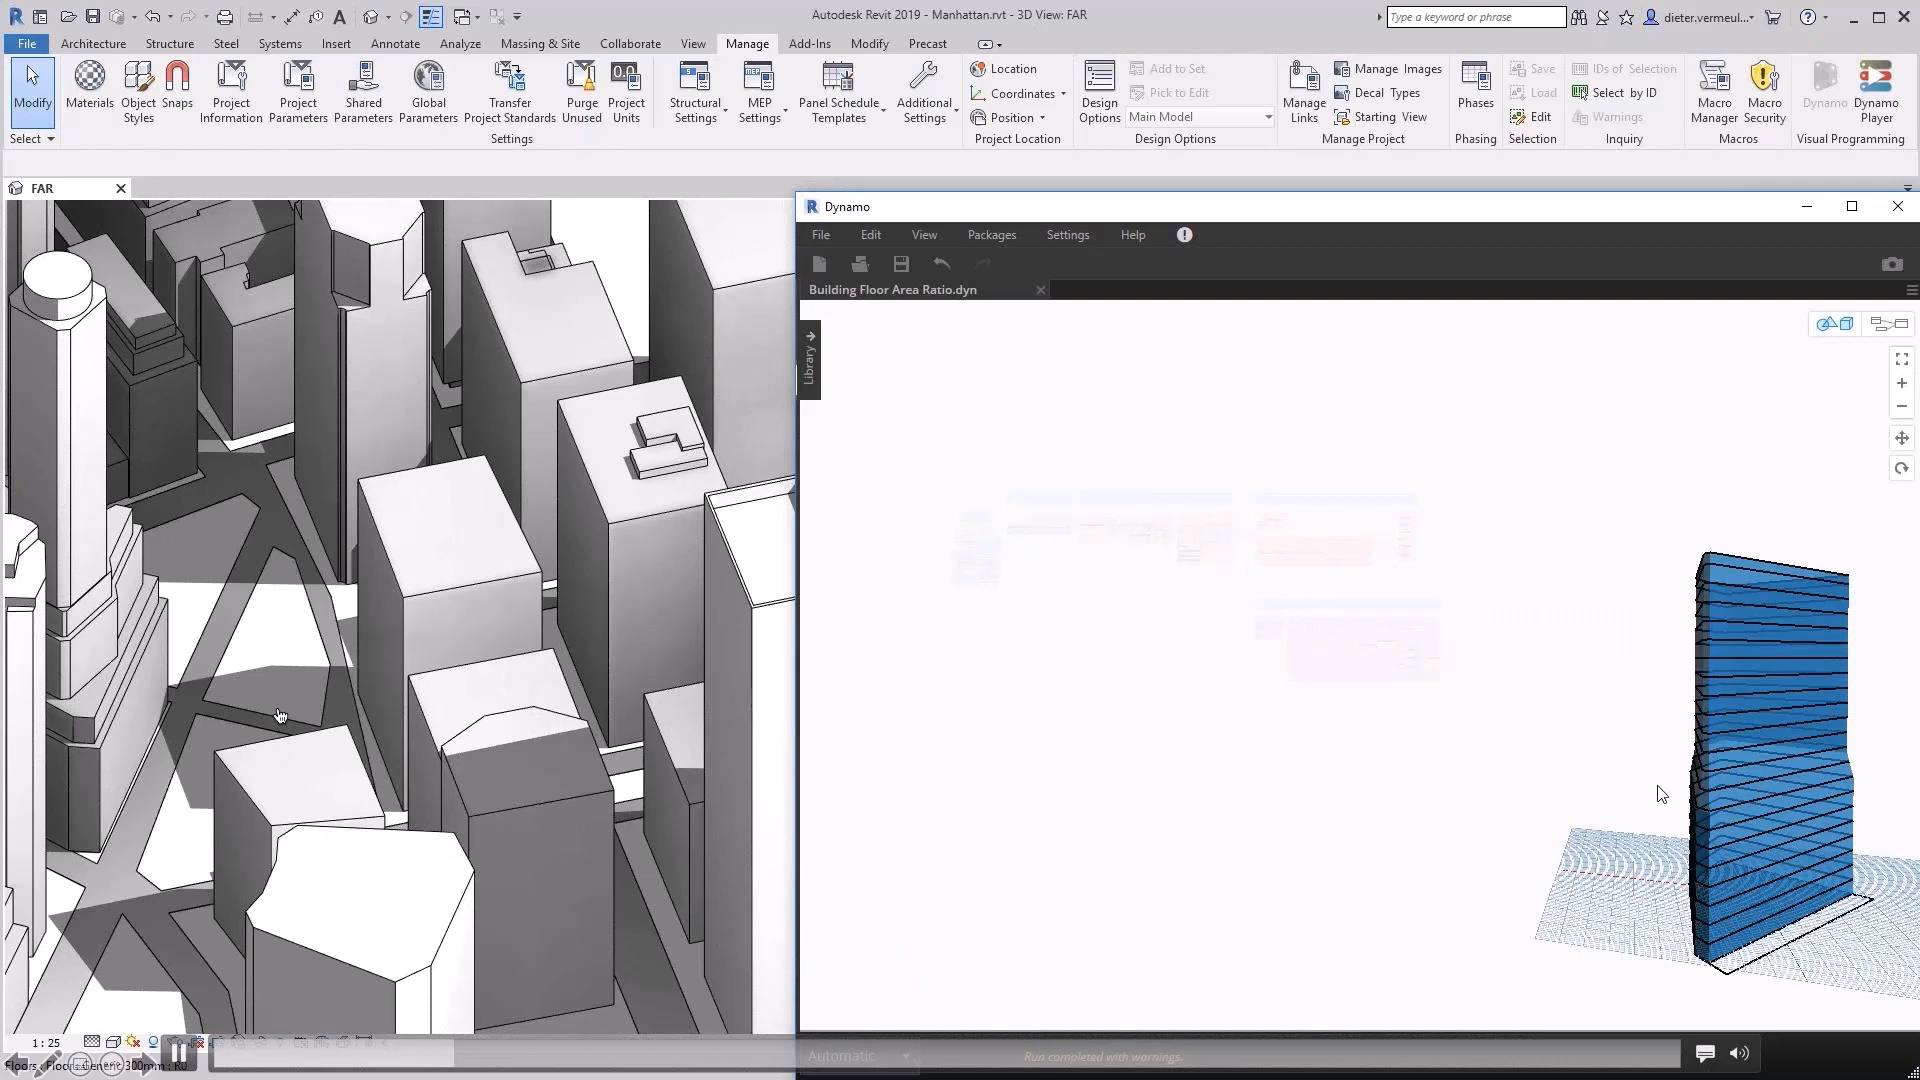 Autodesk Revit 2019 - Manhattan.rvt - 3D View: FAR
Type a keyword or phrase
dieter.vermeul...
File Architecture Structure Steel Systems Insert Annotate Analyze Massing & Site Collaborate View Manage Add-Ins Modify Precast
Modify
Materials
Object
Styles
Snaps
Project
Information
Project
Parameters
Shared
Parameters
Global
Parameters
Transfer
Project Standards
Purge
Unused
Project
Units
Structural
Settings
MEP
Settings
Panel Schedule
Templates
Additional
Settings
Location
Coordinates
Position
Design
Options
Add to Set
Pick to Edit
Main Model
Manage
Links
Manage Images
Decal Types
Starting View
Phases
Save
Load
Edit
IDs of Selection
Select by ID
Warnings
Macro
Manager
Macro
Security
Dynamo
Dynamo
Player
Select
Settings
Project Location
Design Options
Manage Project
Phasing
Selection
Inquiry
Macros
Visual Programming
FAR
Dynamo
File Edit View Packages Settings Help
Building Floor Area Ratio.dyn
Library
1 : 25
Floors : Floor : Generic 300mm : R0
Automatic
Run completed with warnings.